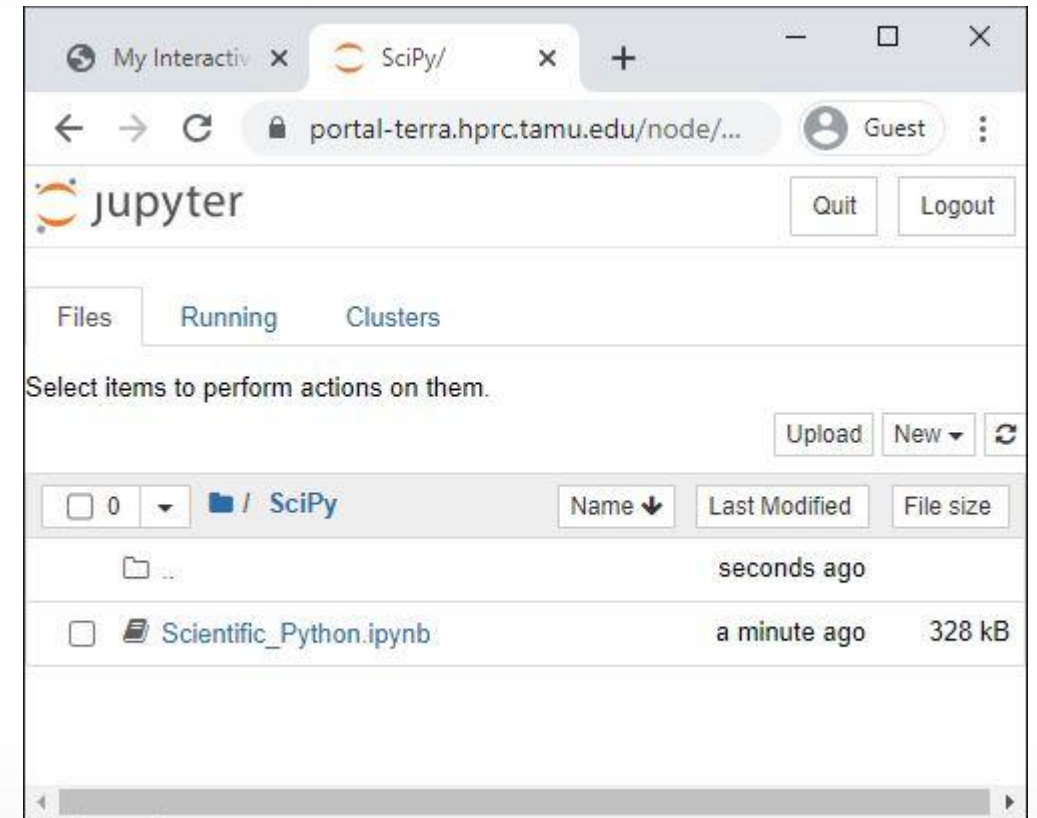 My Interactiv SciPy/
portal-terra.hprc.tamu.edu/node/... Guest
jupyter Quit Logout
Files Running Clusters
Select items to perform actions on them.
Upload New
0 / SciPy Name Last Modified File size
.. seconds ago
Scientific_Python.ipynb a minute ago 328 kB